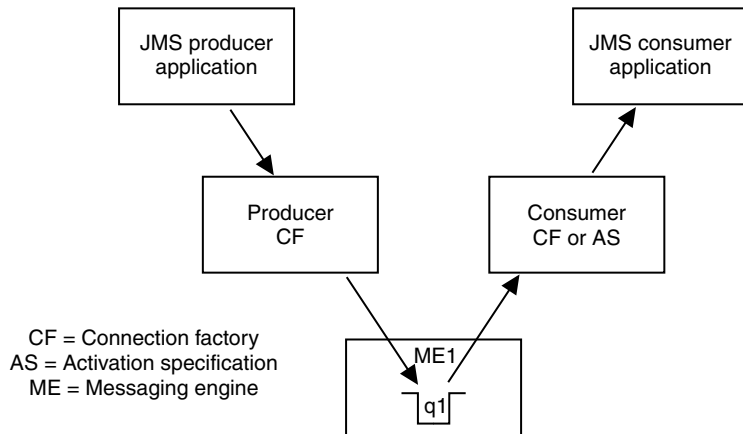 JMS producer
application
JMS consumer
application
Producer
CF
Consumer
CF or AS
CF = Connection factory
AS = Activation specification
ME = Messaging engine
ME1
q1